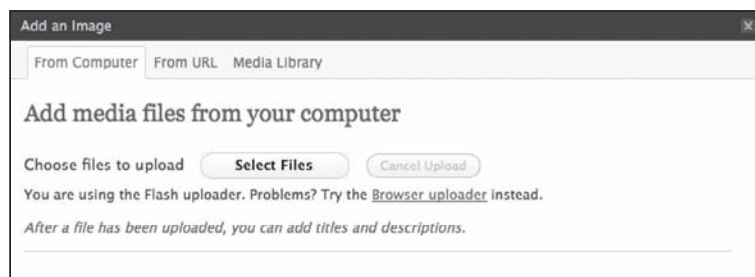 Add an Image
From Computer From URL Media Library
Add media files from your computer
Choose files to upload Select Files Cancel Upload
You are using the Flash uploader. Problems? Try the Browser uploader instead.
After a file has been uploaded, you can add titles and descriptions.